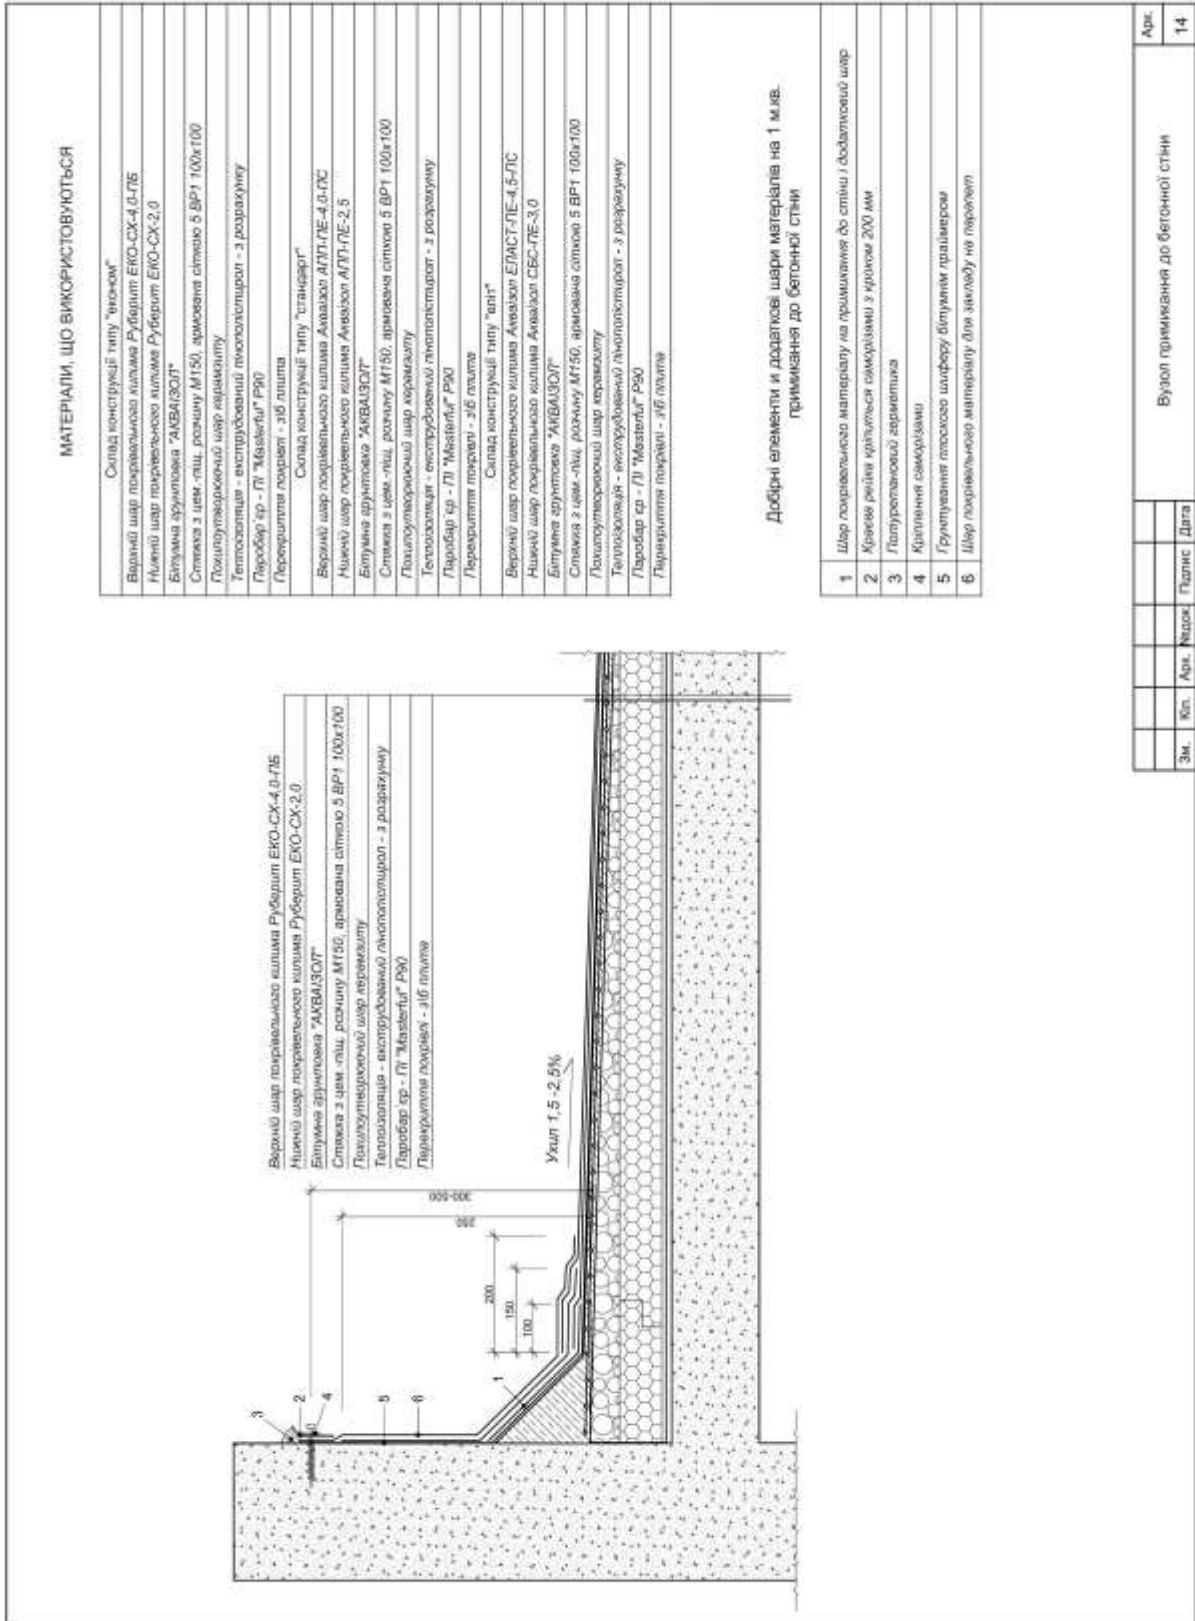 МАТЕРІАЛИ, ЩО ВИКОРИСТОВУЮТЬСЯ
Склад конструкції типу "економ"
Верхній шар покрівельного килима Руберит ЕКО-СХ-4,0-ПБ
Нижній шар покрівельного килима Руберит ЕКО-СХ-2,0
Бітумна ґрунтовка "АКВАІЗОЛ"
Стяжка з цем.-піщ. розчину М150, армована сіткою 5 ВР1 100х100
Похилоутворюючий шар керамзиту
Теплоізоляція - екструдований пінополістирол - з розрахунку
Паробар'єр - ПІ "Masterful" Р90
Перекриття покрівлі - з\б плита
Склад конструкції типу "стандарт"
Верхній шар покрівельного килима Акваізол АПП-ПЕ-4,0-ПС
Нижній шар покрівельного килима Акваізол АПП-ПЕ-2,5
Бітумна ґрунтовка "АКВАІЗОЛ"
Стяжка з цем.-піщ. розчину М150, армована сіткою 5 ВР1 100х100
Похилоутворюючий шар керамзиту
Теплоізоляція - екструдований пінополістирол - з розрахунку
Паробар'єр - ПІ "Masterful" Р90
Перекриття покрівлі - з\б плита
Склад конструкції типу "еліт"
Верхній шар покрівельного килима Акваізол ЕЛАСТ-ПЕ-4,5-ПС
Нижній шар покрівельного килима Акваізол СБС-ПЕ-3,0
Бітумна ґрунтовка "АКВАІЗОЛ"
Стяжка з цем.-піщ. розчину М150, армована сіткою 5 ВР1 100х100
Похилоутворюючий шар керамзиту
Теплоізоляція - екструдований пінополістирол - з розрахунку
Паробар'єр - ПІ "Masterful" Р90
Перекриття покрівлі - з\б плита
Добірні елементи и додаткові шари матеріалів на 1 м.кв.
примикання до бетонної стіни
1 Шар покрівельного матеріалу на примикання до стіни і додатковий шар
2 Краєва рейка кріпиться саморізами з кроком 200 мм
3 Поліуретановий герметика
4 Кріплення саморізами
5 Ґрунтування плоского шиферу бітумнім праймером
6 Шар покрівельного матеріалу для закладу на парапет
Верхній шар покрівельного килима Руберит ЕКО-СХ-4,0-ПБ
Нижній шар покрівельного килима Руберит ЕКО-СХ-2,0
Бітумна ґрунтовка "АКВАІЗОЛ"
Стяжка з цем.-піщ. розчину М150, армована сіткою 5 ВР1 100х100
Похилоутворюючий шар керамзиту
Теплоізоляція - екструдований пінополістирол - з розрахунку
Паробар'єр - ПІ "Masterful" Р90
Перекриття покрівлі - з\б плита
3
2
4
5
6
1
300-500
250
200
150
100
Ухил 1,5 -2,5%
Зм. Кіл. Арк. №док. Підпис Дата
Вузол примикання до бетонної стіни
Арк.
14